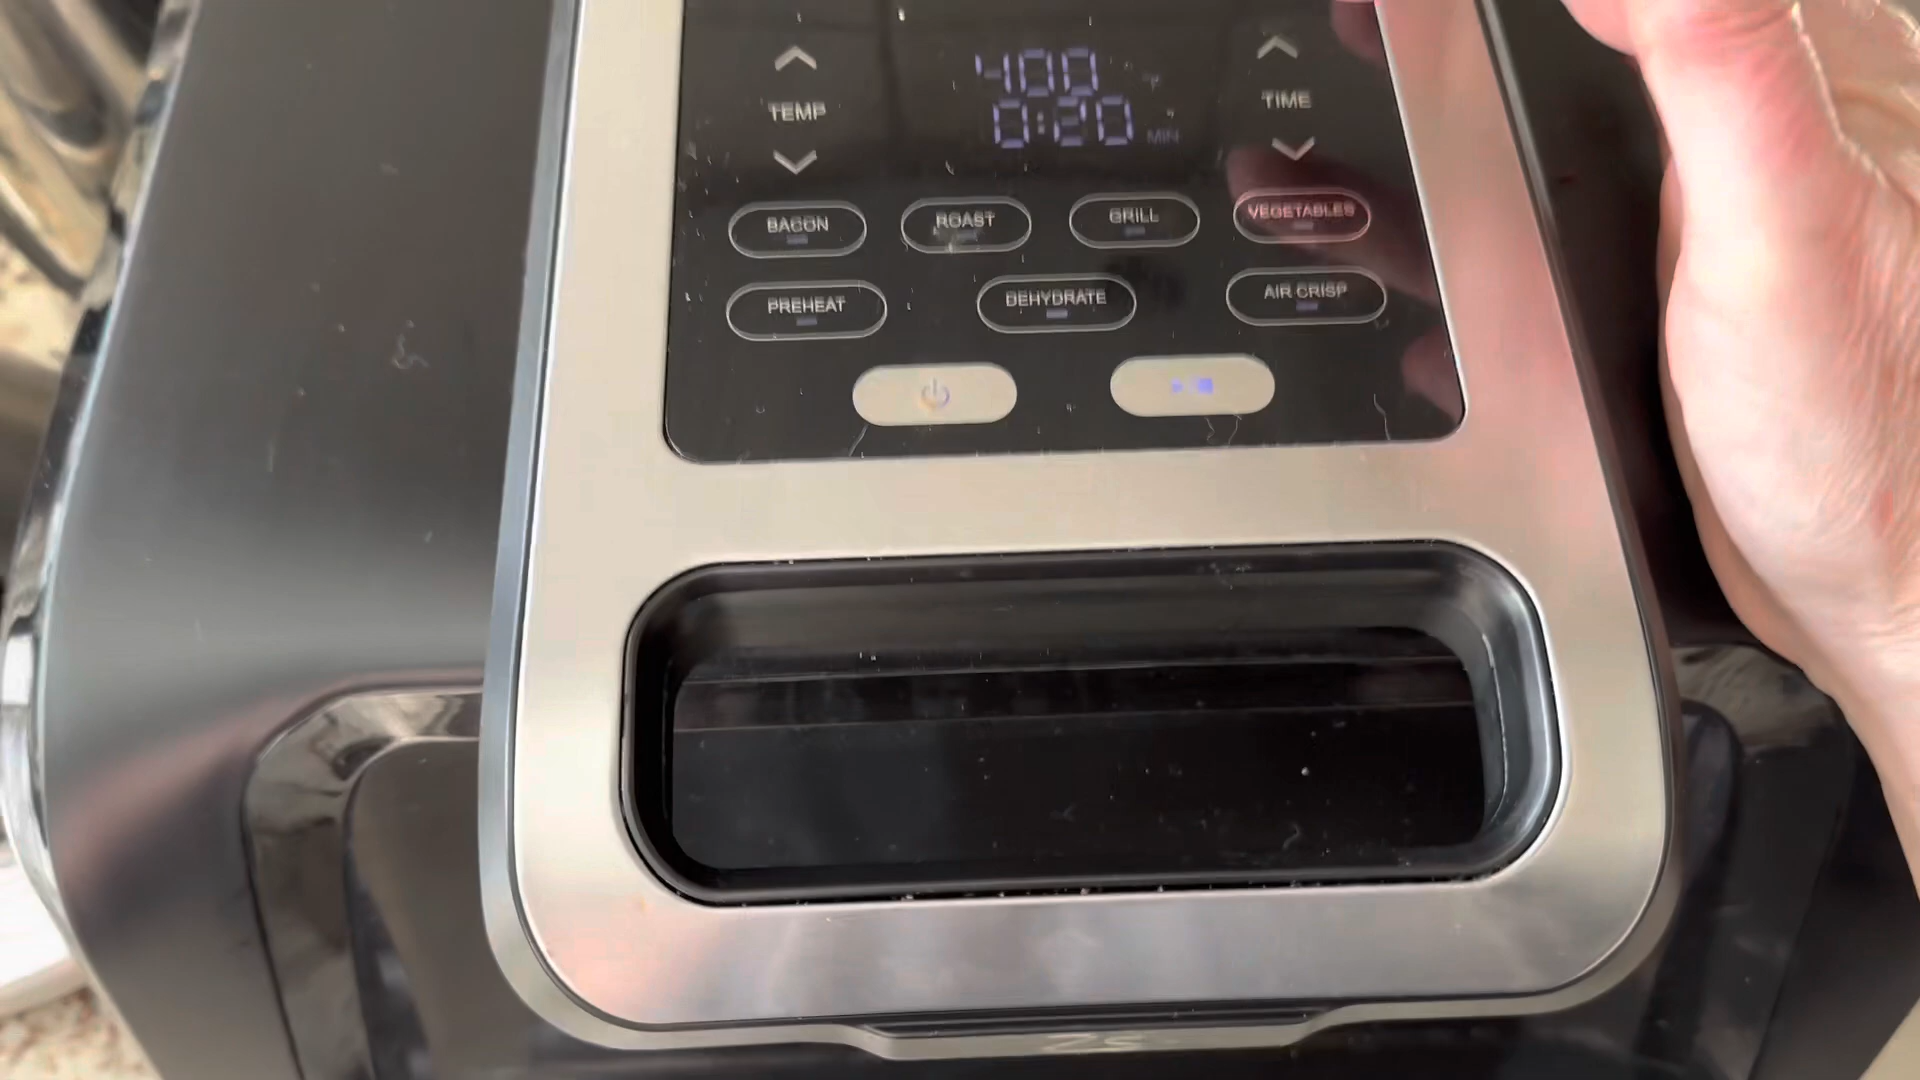 400 °F
TEMP
TIME
0:20 MIN
BACON ROAST GRILL VEGETABLES
PREHEAT DEHYDRATE AIR CRISP